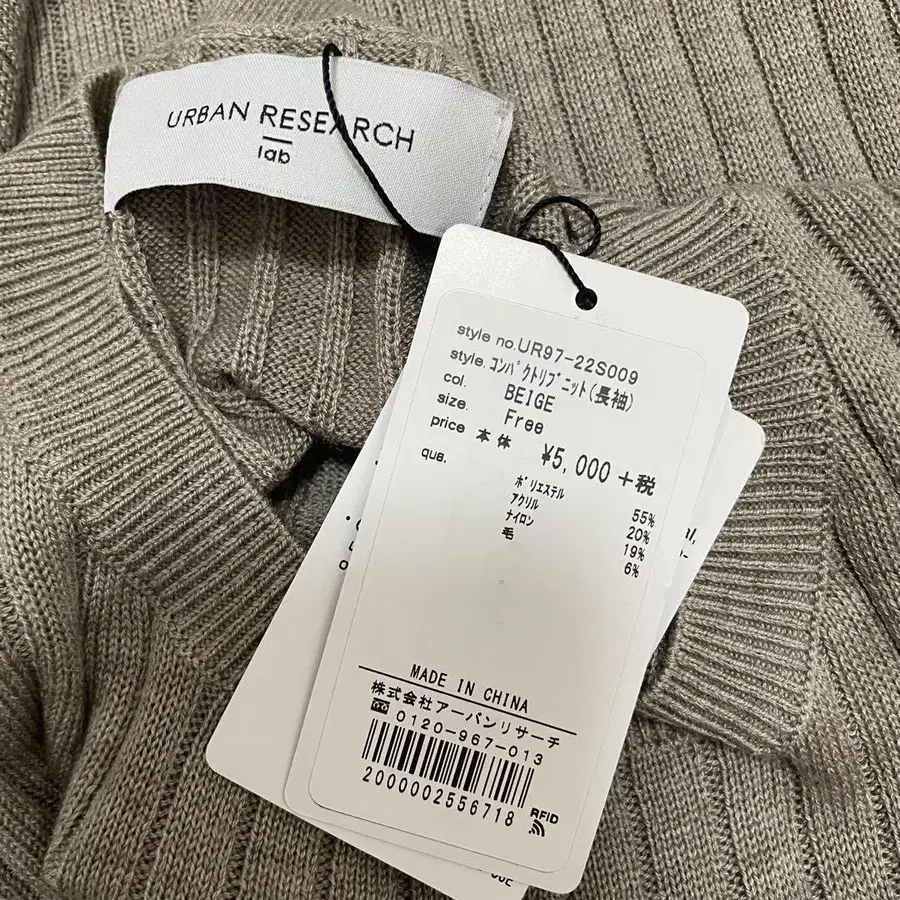 URBAN RESEARCH
lab
style no.UR97-22S009
style.コンパクトリブニット(長袖)
col. BEIGE
size. Free
price 本体 ¥5,000 +税
qua.
ポリエステル 55%
アクリル 20%
ナイロン 19%
毛 6%
MADE IN CHINA
株式会社アーバンリサーチ
0120-967-013
2000002556718
RFID